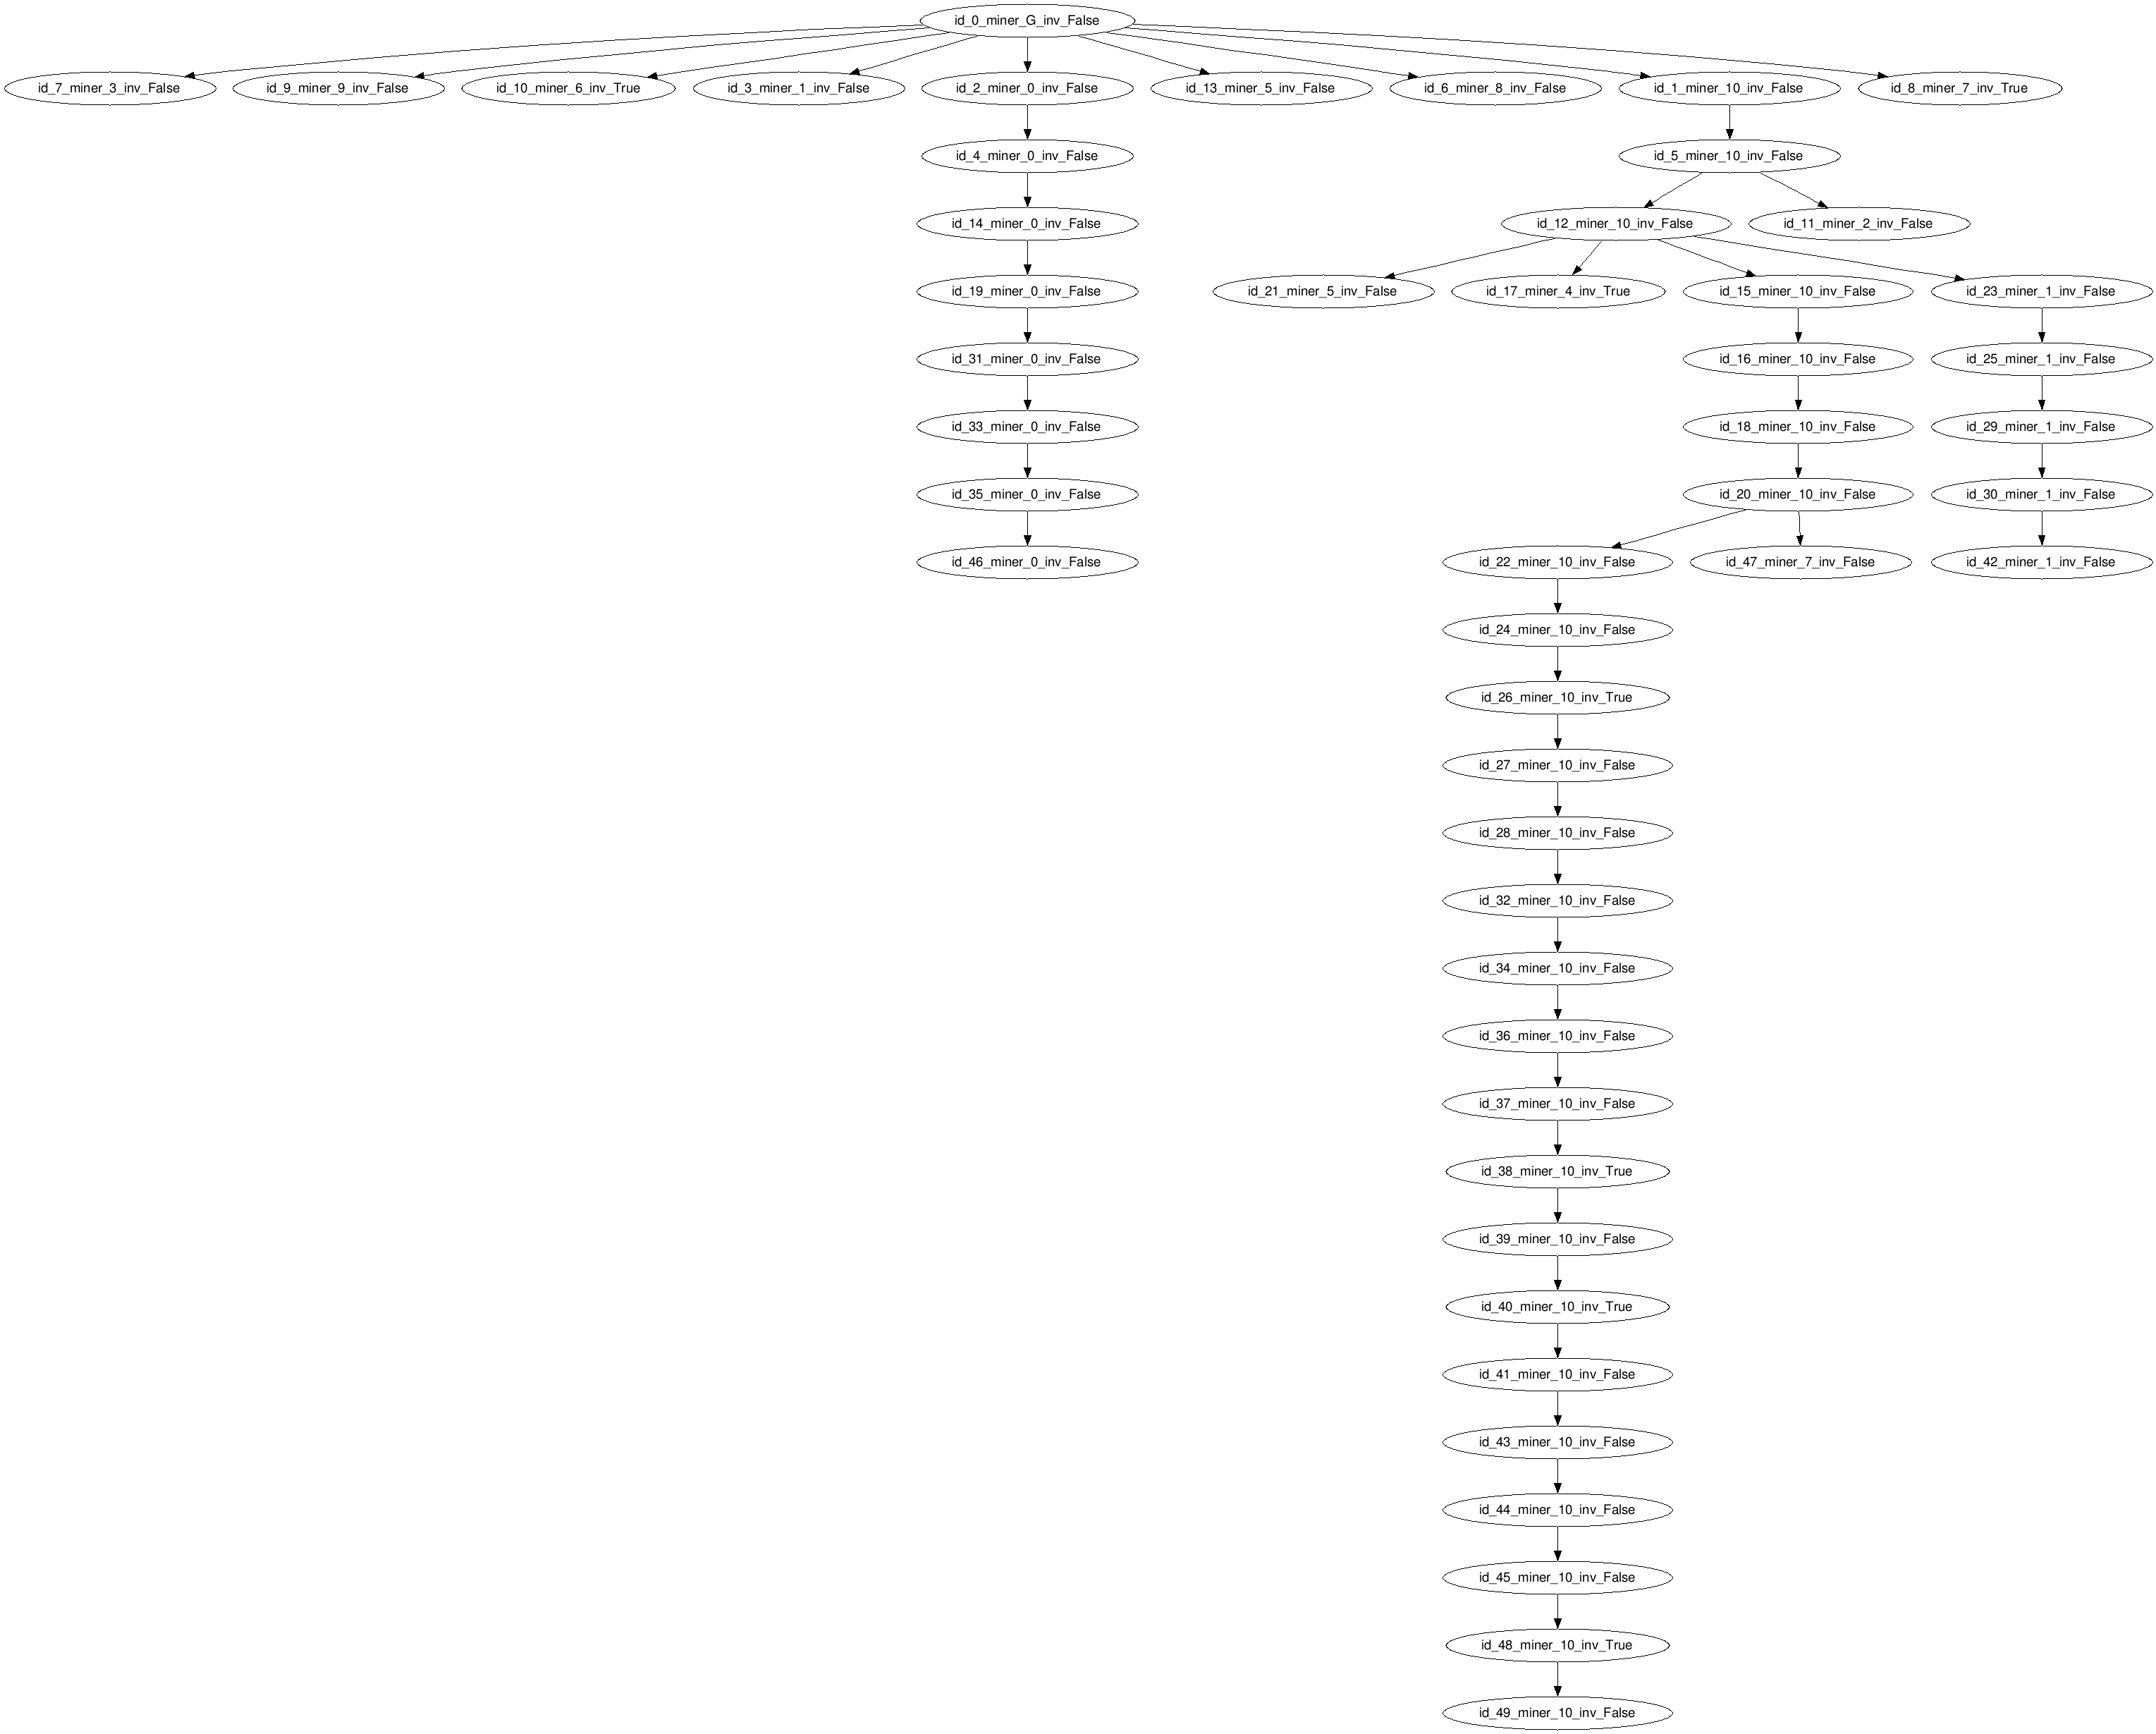 id_0_miner_G_inv_False
id_7_miner_3_inv_False
id_9_miner_9_inv_False
id_10_miner_6_inv_True
id_3_miner_1_inv_False
id_2_miner_0_inv_False
id_13_miner_5_inv_False
id_6_miner_8_inv_False
id_1_miner_10_inv_False
id_8_miner_7_inv_True
id_4_miner_0_inv_False
id_5_miner_10_inv_False
id_14_miner_0_inv_False
id_12_miner_10_inv_False
id_11_miner_2_inv_False
id_19_miner_0_inv_False
id_21_miner_5_inv_False
id_17_miner_4_inv_True
id_15_miner_10_inv_False
id_23_miner_1_inv_False
id_31_miner_0_inv_False
id_16_miner_10_inv_False
id_25_miner_1_inv_False
id_33_miner_0_inv_False
id_18_miner_10_inv_False
id_29_miner_1_inv_False
id_35_miner_0_inv_False
id_20_miner_10_inv_False
id_30_miner_1_inv_False
id_46_miner_0_inv_False
id_22_miner_10_inv_False
id_47_miner_7_inv_False
id_42_miner_1_inv_False
id_24_miner_10_inv_False
id_26_miner_10_inv_True
id_27_miner_10_inv_False
id_28_miner_10_inv_False
id_32_miner_10_inv_False
id_34_miner_10_inv_False
id_36_miner_10_inv_False
id_37_miner_10_inv_False
id_38_miner_10_inv_True
id_39_miner_10_inv_False
id_40_miner_10_inv_True
id_41_miner_10_inv_False
id_43_miner_10_inv_False
id_44_miner_10_inv_False
id_45_miner_10_inv_False
id_48_miner_10_inv_True
id_49_miner_10_inv_False